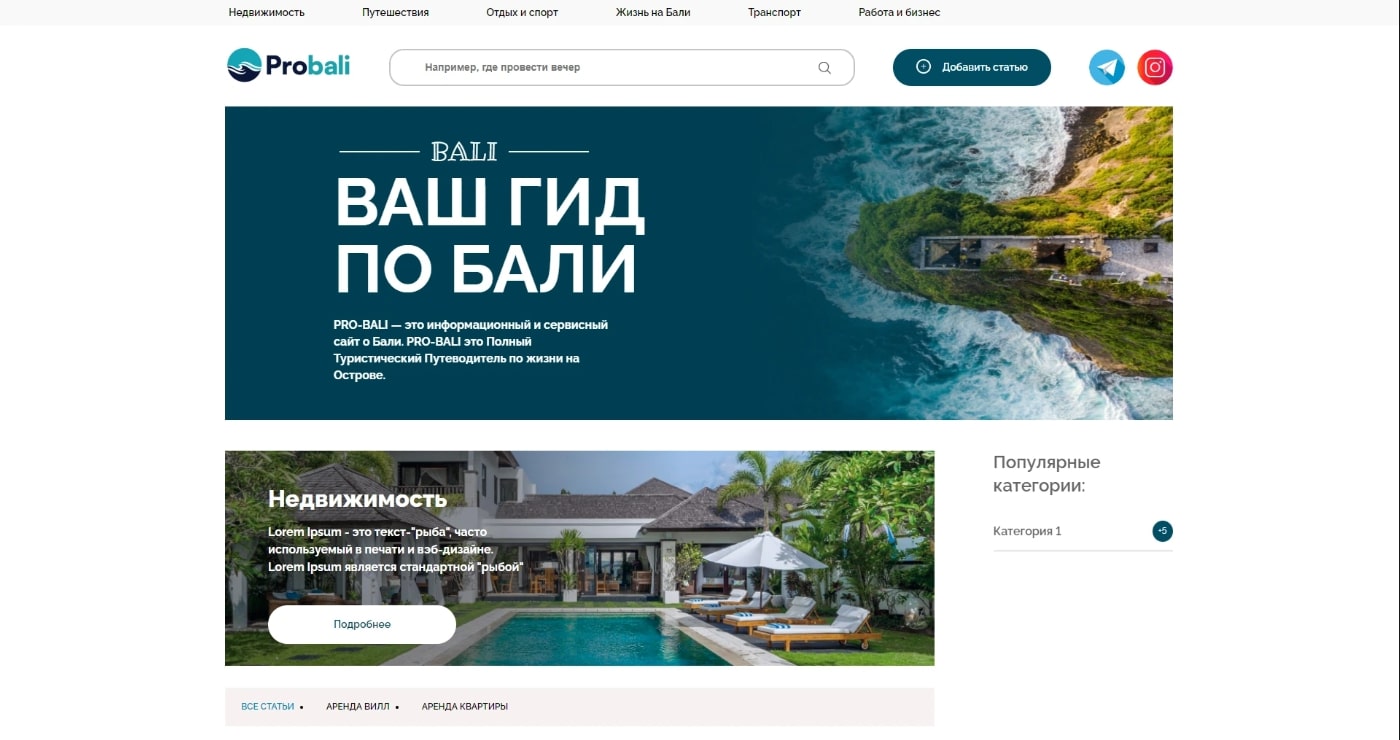 Недвижимость Путешествия Отдых и спорт Жизнь на Бали Транспорт Работа и бизнес
Probali
Например, где провести вечер
Добавить статью
BALI
ВАШ ГИД
ПО БАЛИ
PRO-BALI — это информационный и сервисный
сайт о Бали. PRO-BALI это Полный
Туристический Путеводитель по жизни на
Острове.
Недвижимость
Lorem Ipsum - это текст-"рыба", часто
используемый в печати и вэб-дизайне.
Lorem Ipsum является стандартной "рыбой"
Подробнее
Популярные
категории:
Категория 1 +5
ВСЕ СТАТЬИ • АРЕНДА ВИЛЛ • АРЕНДА КВАРТИРЫ